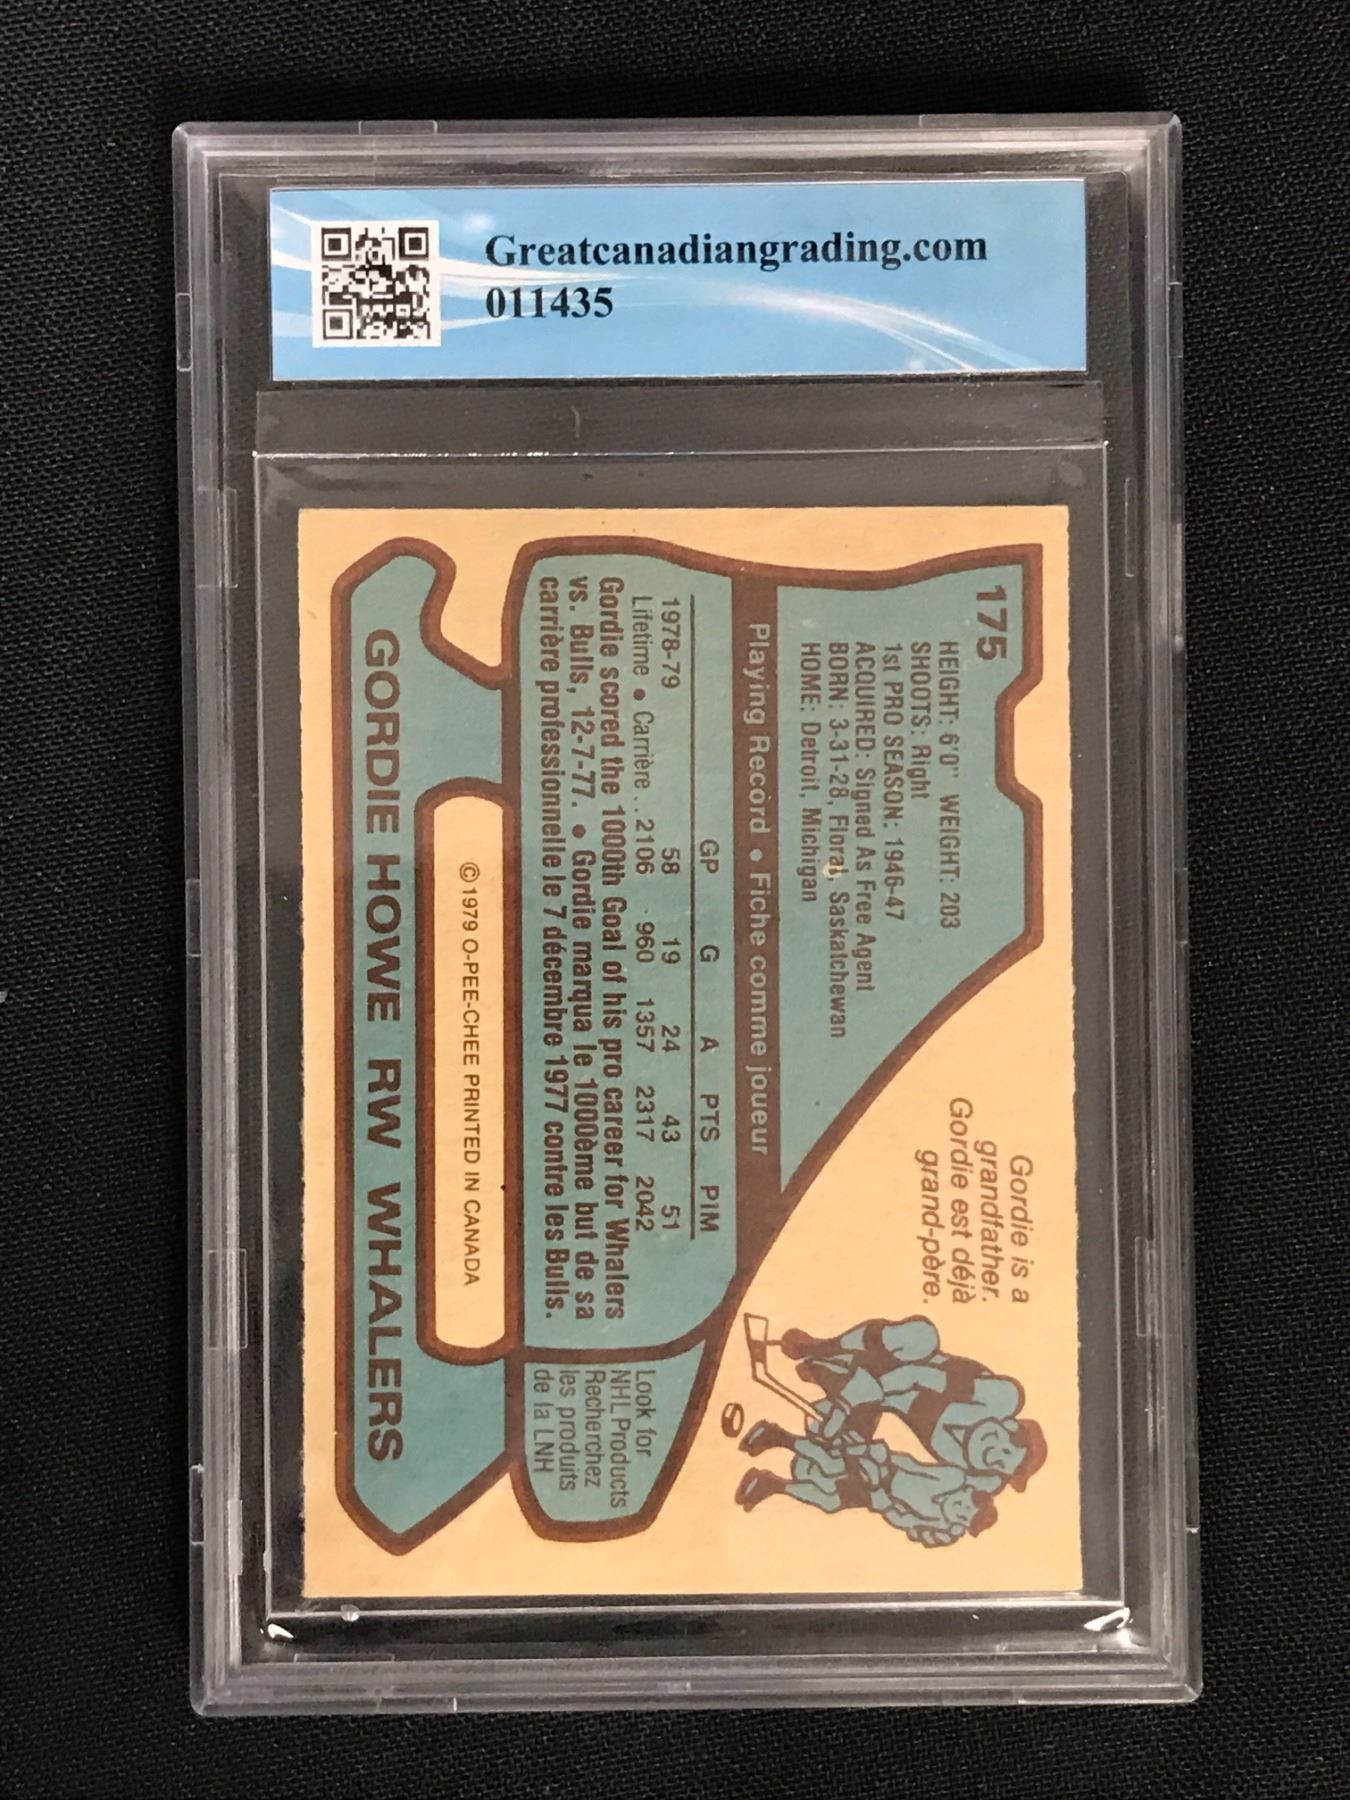 Greatcanadiangrading.com
011435
175
HEIGHT: 6'0" WEIGHT: 203
SHOOTS: Right
1st PRO SEASON: 1946-47
ACQUIRED: Signed As Free Agent
BORN: 3-31-28, Floral, Saskatchewan
HOME: Detroit, Michigan
Gordie is a
grandfather.
Gordie est déjà
grand-père.
Playing Record • Fiche comme joueur
GP G A PTS PIM
1978-79 58 19 24 43 51
Lifetime • Carrière .. 2106 960 1357 2317 2042
Gordie scored the 1000th Goal of his pro career for Whalers
vs. Bulls, 12-7-77. • Gordie marqua le 1000ème but de sa
carrière professionnelle le 7 décembre 1977 contre les Bulls.
Look for
NHL Products
Recherchez
les produits
de la LNH
©1979 O-PEE-CHEE PRINTED IN CANADA
GORDIE HOWE RW WHALERS